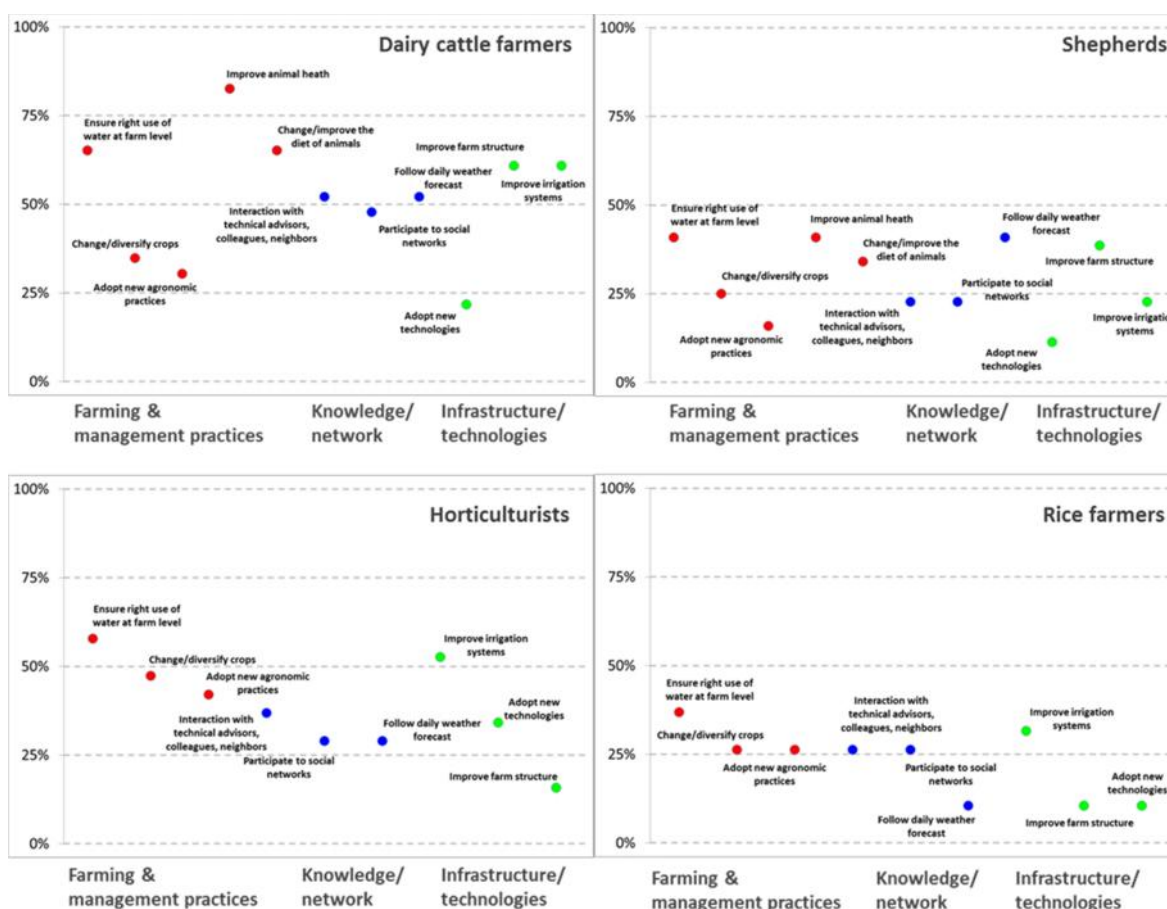 100%
Dairy cattle farmers
Improve animal heath
75%
Ensure right use of
water at farm level
Change/improve the
diet of animals
Improve farm structure
Follow daily weather
forecast
Improve irrigation
systems
50%
Interaction with
technical advisors,
colleagues, neighbors
Participate to social
networks
Change/diversify crops
Adopt new agronomic
practices
25%
Adopt new
technologies
0%
Farming &
management practices
Knowledge/
network
Infrastructure/
technologies
100%
Shepherds
75%
50%
Ensure right use of
water at farm level
Improve animal heath
Follow daily weather
forecast
Change/improve the
diet of animals
Improve farm structure
Change/diversify crops
Participate to social
networks
25%
Adopt new agronomic
practices
Interaction with
technical advisors,
colleagues, neighbors
Improve irrigation
systems
Adopt new
technologies
0%
Farming &
management practices
Knowledge/
network
Infrastructure/
technologies
100%
Horticulturists
75%
Ensure right use of
water at farm level
50%
Improve irrigation
systems
Change/diversify crops
Adopt new agronomic
practices
Interaction with
technical advisors,
colleagues, neighbors
Adopt new
technologies
Follow daily weather
forecast
Participate to social
networks
25%
Improve farm structure
0%
Farming &
management practices
Knowledge/
network
Infrastructure/
technologies
100%
Rice farmers
75%
50%
Ensure right use of
water at farm level
Interaction with
technical advisors,
colleagues, neighbors
Improve irrigation
systems
Change/diversify crops
25%
Adopt new agronomic
practices
Participate to social
networks
Adopt new
technologies
Follow daily weather
forecast
Improve farm structure
0%
Farming &
management practices
Knowledge/
network
Infrastructure/
technologies